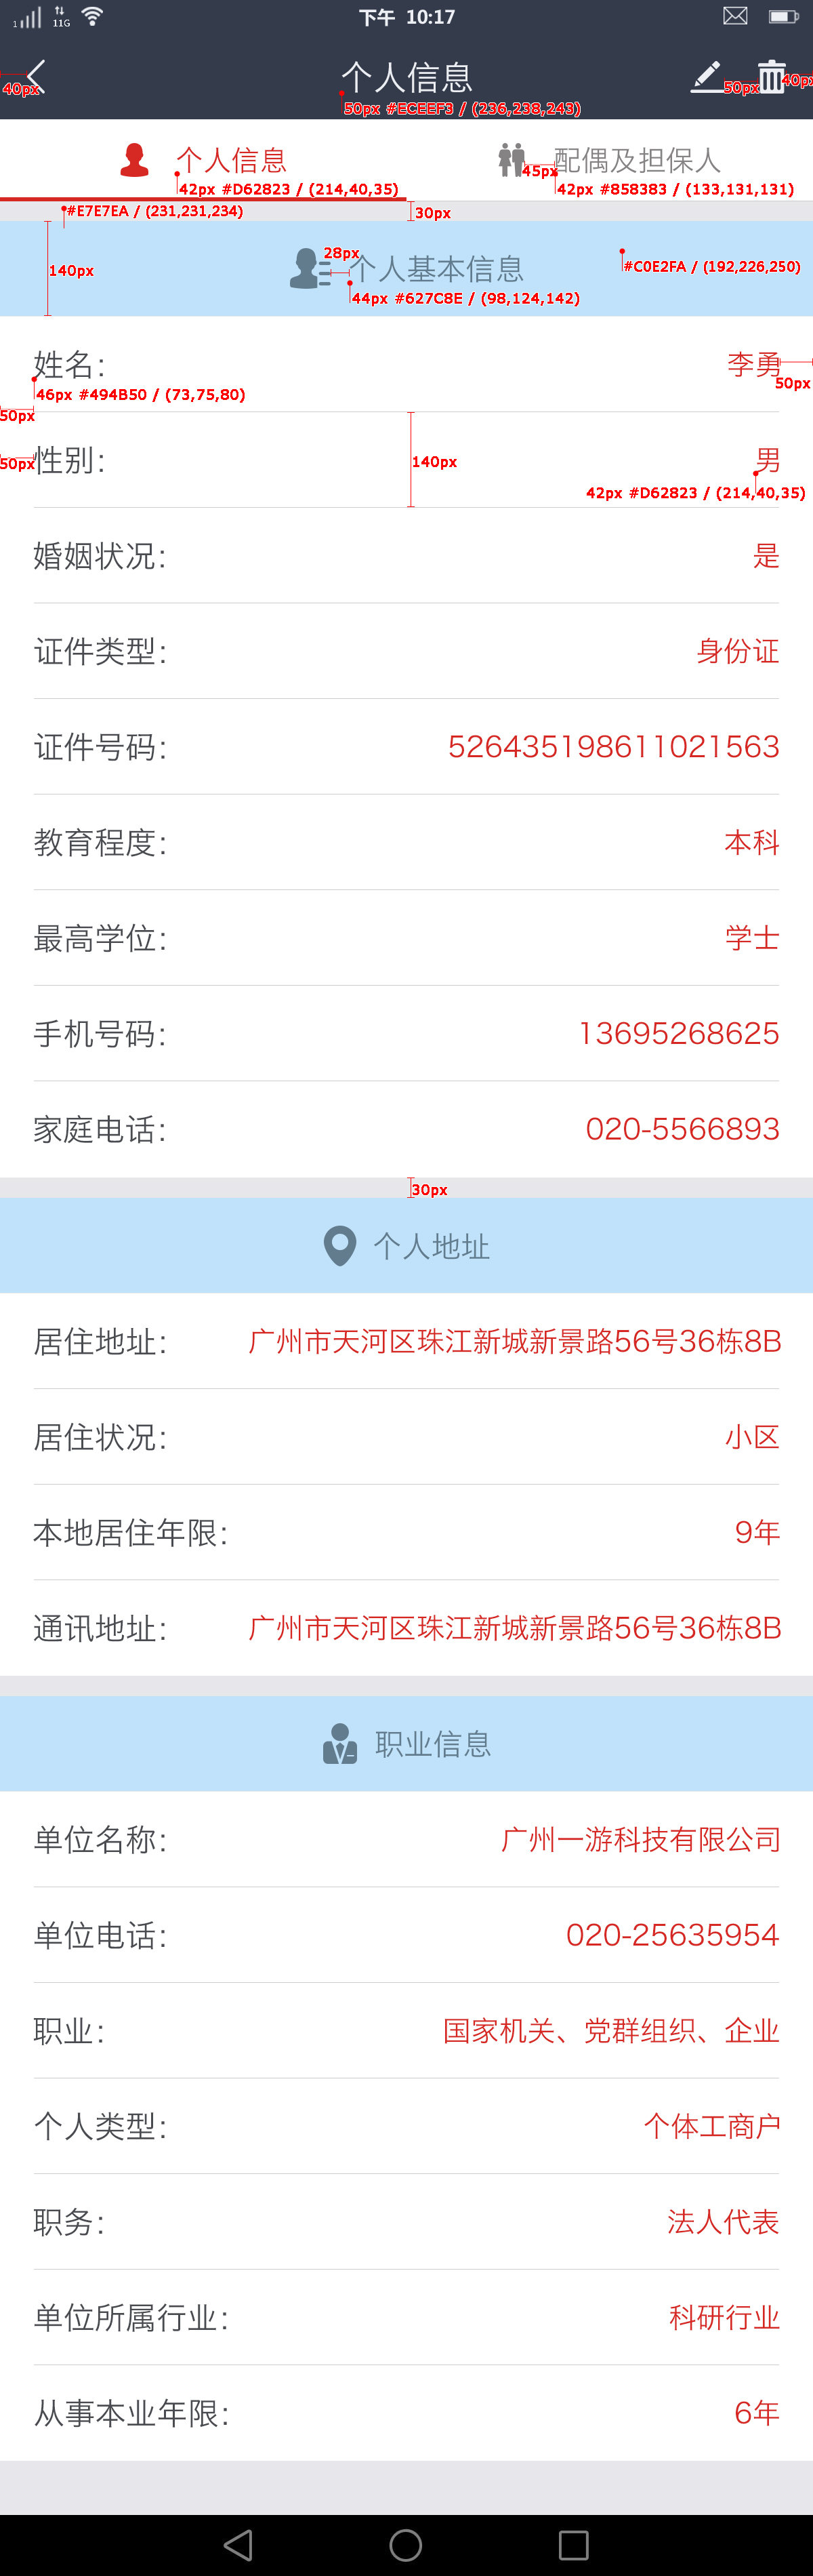 1 11G 下午 10:17
个人信息
40px 50px 40px
50px #ECEEF3 / (236,238,243)
个人信息 配偶及担保人
45px
42px #D62823 / (214,40,35) 42px #858383 / (133,131,131)
#E7E7EA / (231,231,234) 30px
28px
140px 个人基本信息 #C0E2FA / (192,226,250)
44px #627C8E / (98,124,142)
姓名: 李勇
50px
46px #494B50 / (73,75,80)
50px
50px 性别: 140px 男
42px #D62823 / (214,40,35)
婚姻状况: 是
证件类型: 身份证
证件号码: 526435198611021563
教育程度: 本科
最高学位: 学士
手机号码: 13695268625
家庭电话: 020-5566893
30px
个人地址
居住地址: 广州市天河区珠江新城新景路56号36栋8B
居住状况: 小区
本地居住年限: 9年
通讯地址: 广州市天河区珠江新城新景路56号36栋8B
职业信息
单位名称: 广州一游科技有限公司
单位电话: 020-25635954
职业: 国家机关、党群组织、企业
个人类型: 个体工商户
职务: 法人代表
单位所属行业: 科研行业
从事本业年限: 6年